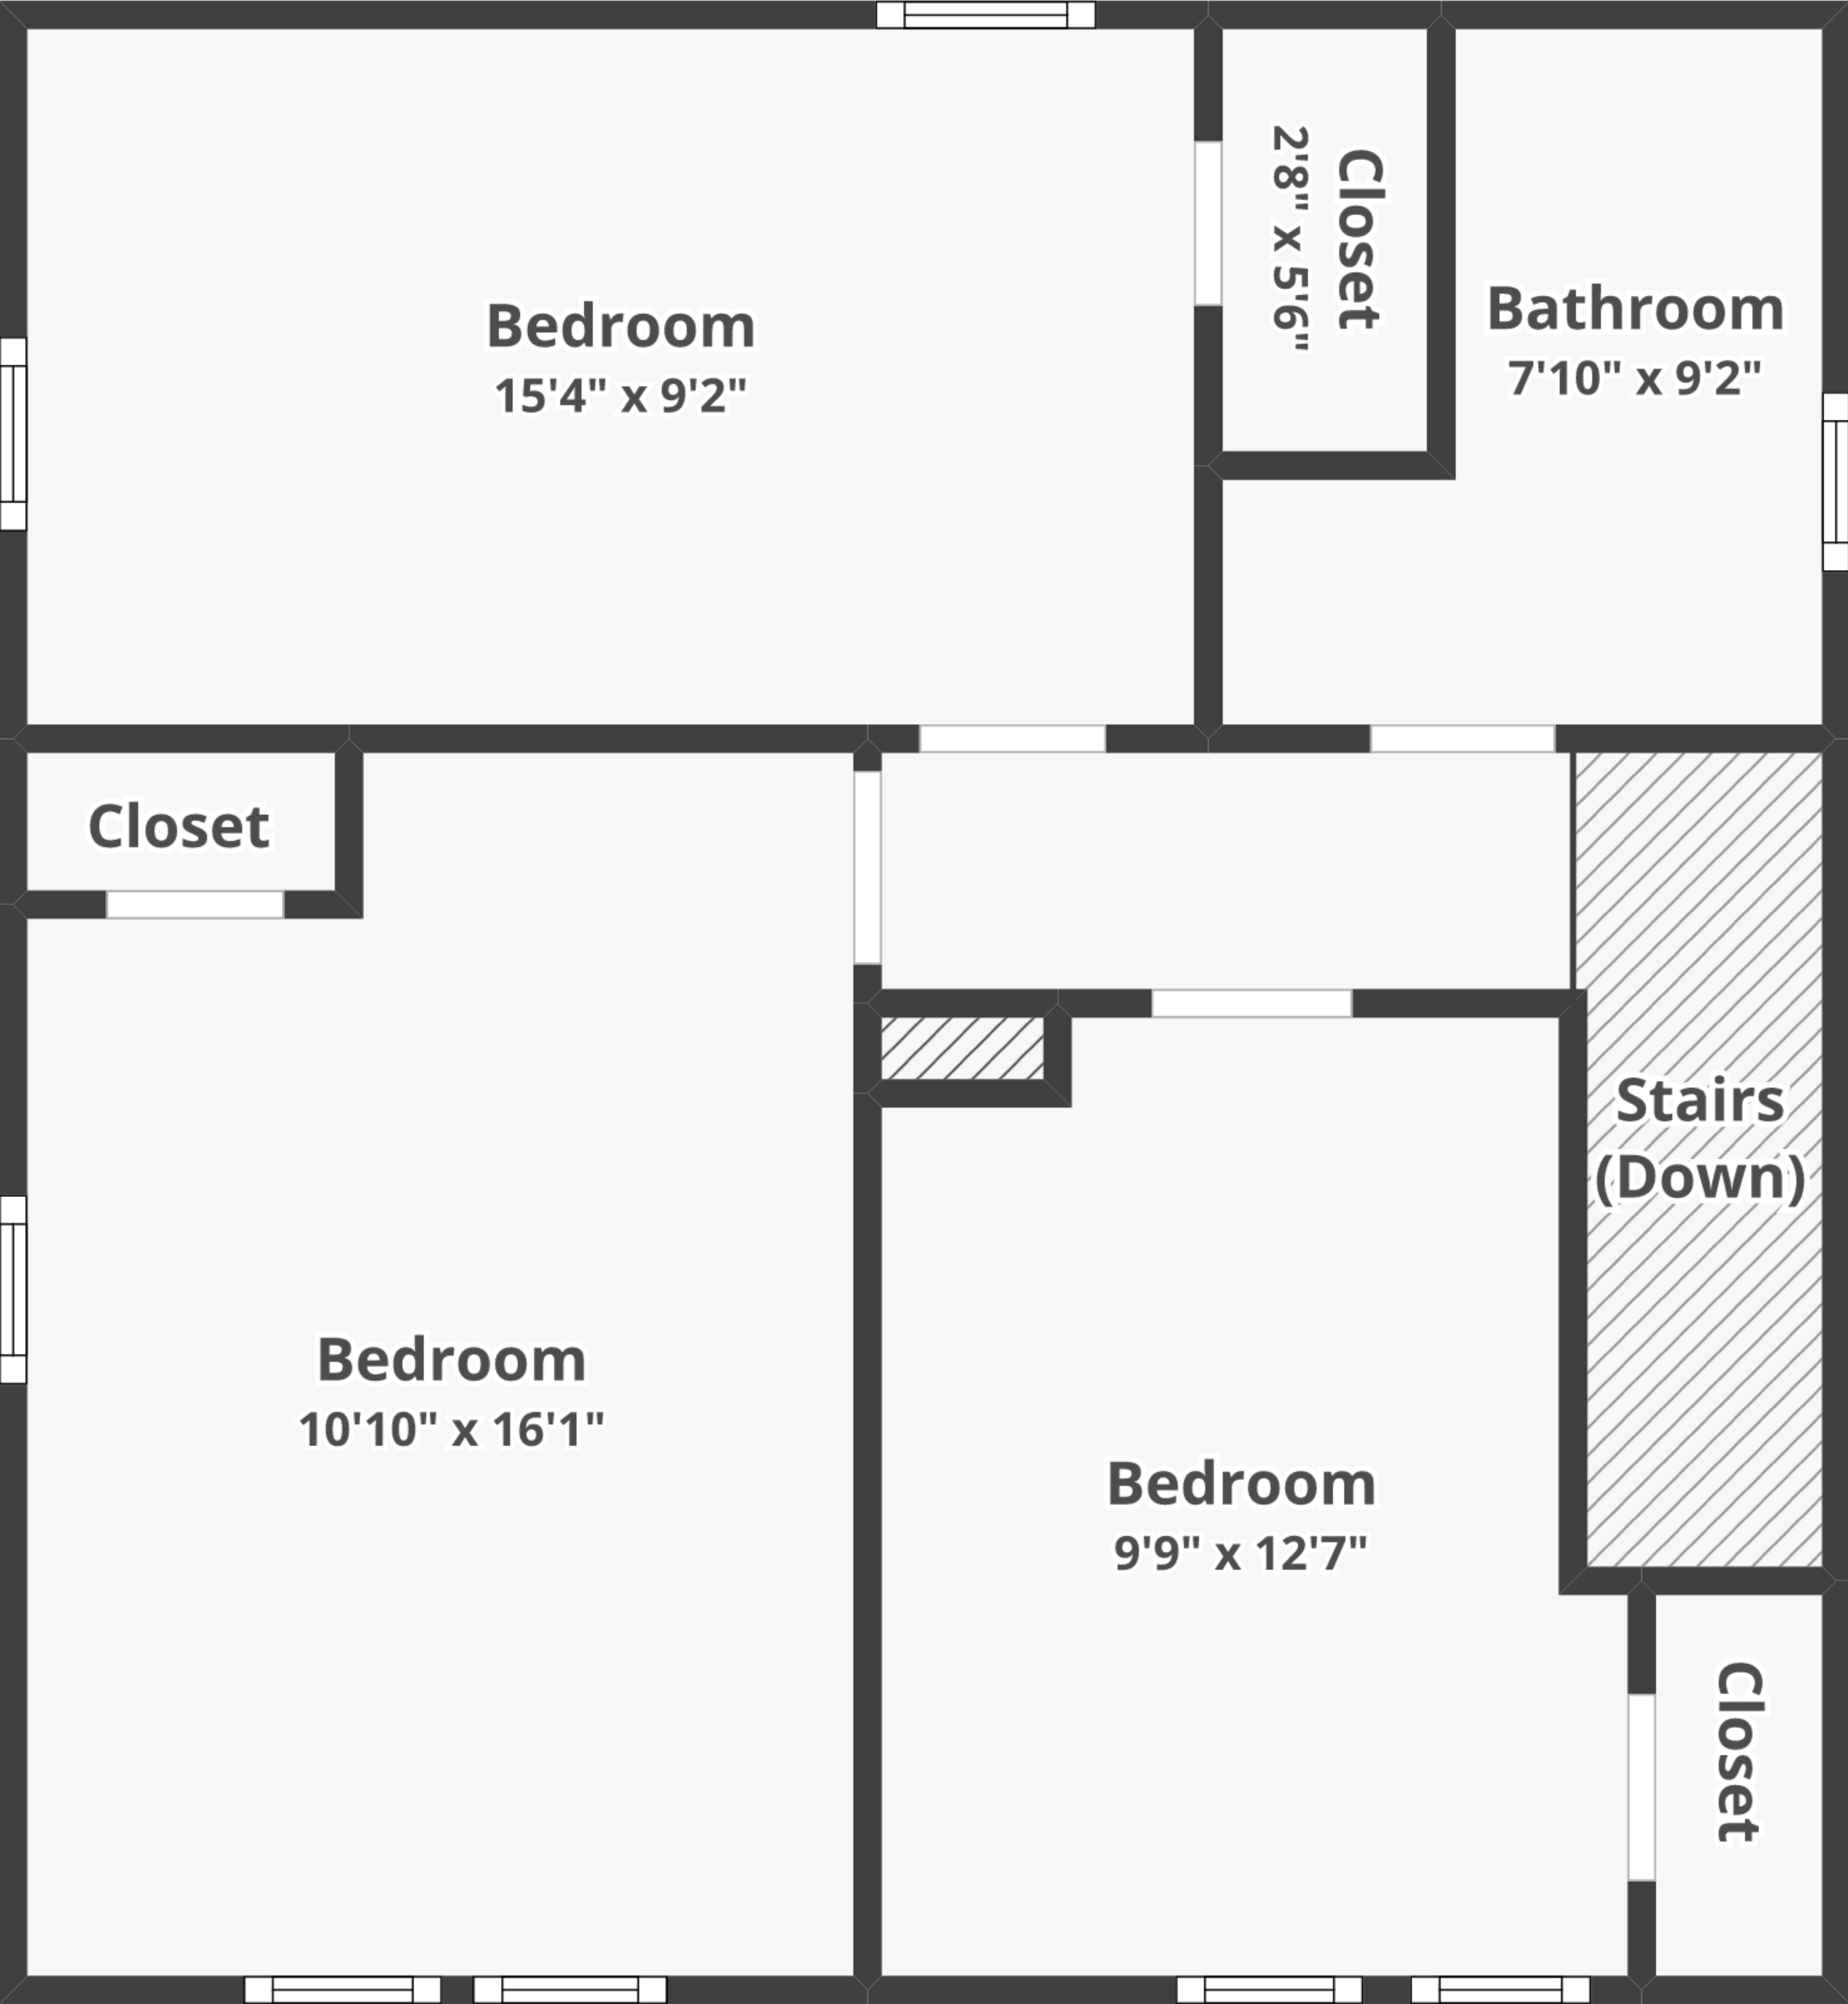 Bedroom
15'4" x 9'2"
Closet
2'8" x 5'6"
Bathroom
7'10" x 9'2"
Closet
Stairs
(Down)
Bedroom
10'10" x 16'1"
Bedroom
9'9" x 12'7"
Closet